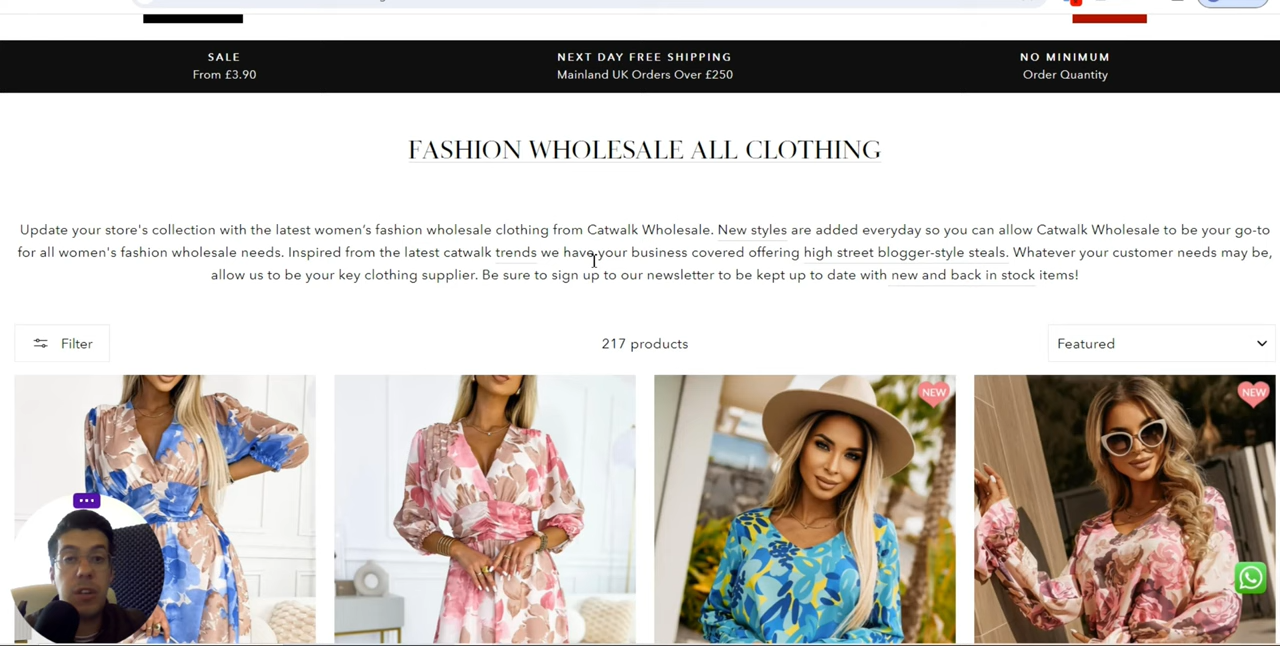 SALE
From £3.90
NEXT DAY FREE SHIPPING
Mainland UK Orders Over £250
NO MINIMUM
Order Quantity
FASHION WHOLESALE ALL CLOTHING
Update your store's collection with the latest women’s fashion wholesale clothing from Catwalk Wholesale. New styles are added everyday so you can allow Catwalk Wholesale to be your go-to
for all women's fashion wholesale needs. Inspired from the latest catwalk trends we have your business covered offering high street blogger-style steals. Whatever your customer needs may be,
allow us to be your key clothing supplier. Be sure to sign up to our newsletter to be kept up to date with new and back in stock items!
Filter
217 products
Featured
NEW
NEW